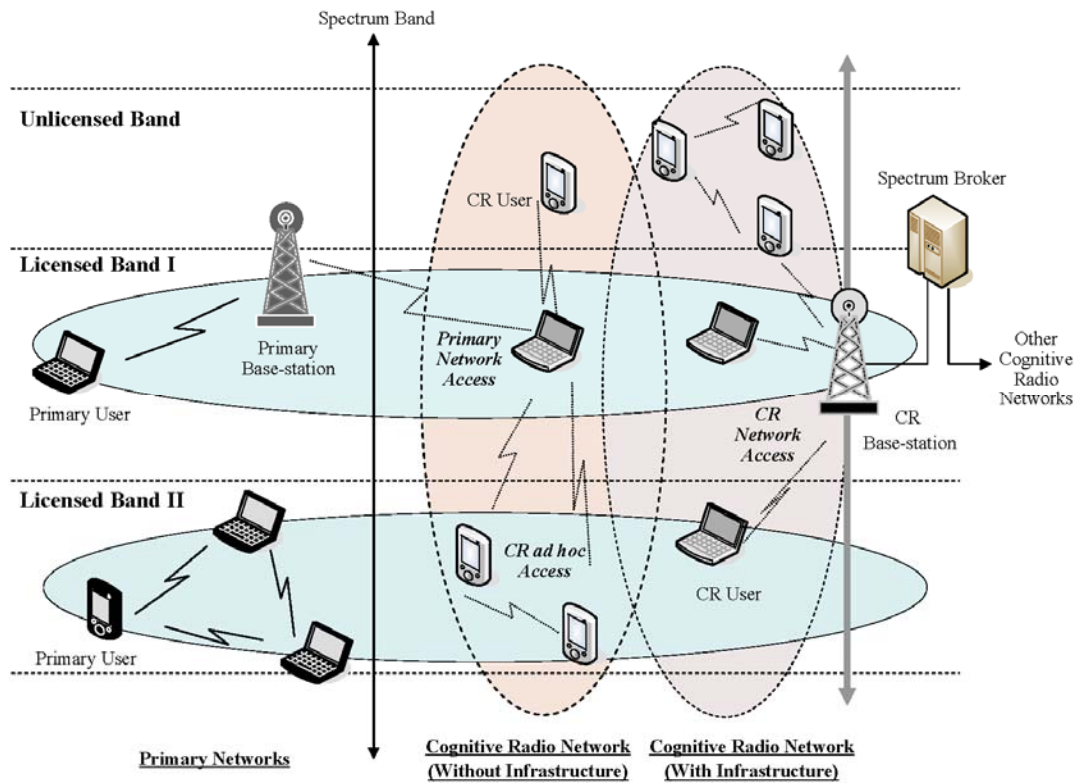 Spectrum Band
Unlicensed Band
CR User
Spectrum Broker
Licensed Band I
Primary
Base-station
Primary
Network
Access
Primary User
Other
Cognitive
Radio
Networks
CR
Network
Access
CR
Base-station
Licensed Band II
CR ad hoc
Access
CR User
Primary User
Primary Networks
Cognitive Radio Network
(Without Infrastructure)
Cognitive Radio Network
(With Infrastructure)